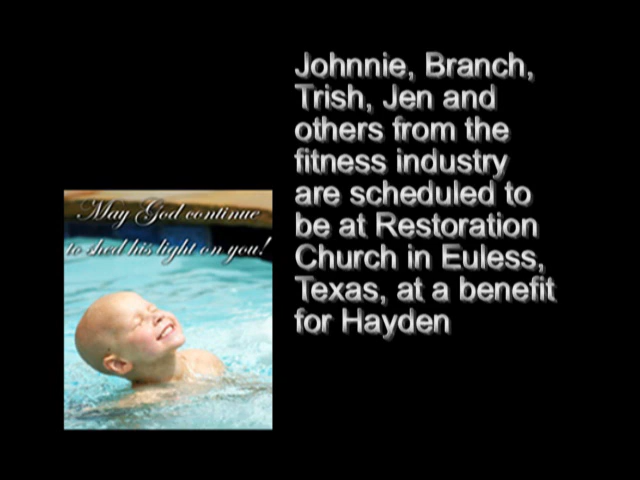 Johnnie, Branch,
Trish, Jen and
others from the
fitness industry
are scheduled to
be at Restoration
Church in Euless,
Texas, at a benefit
for Hayden
May God continue
to shed his light on you!